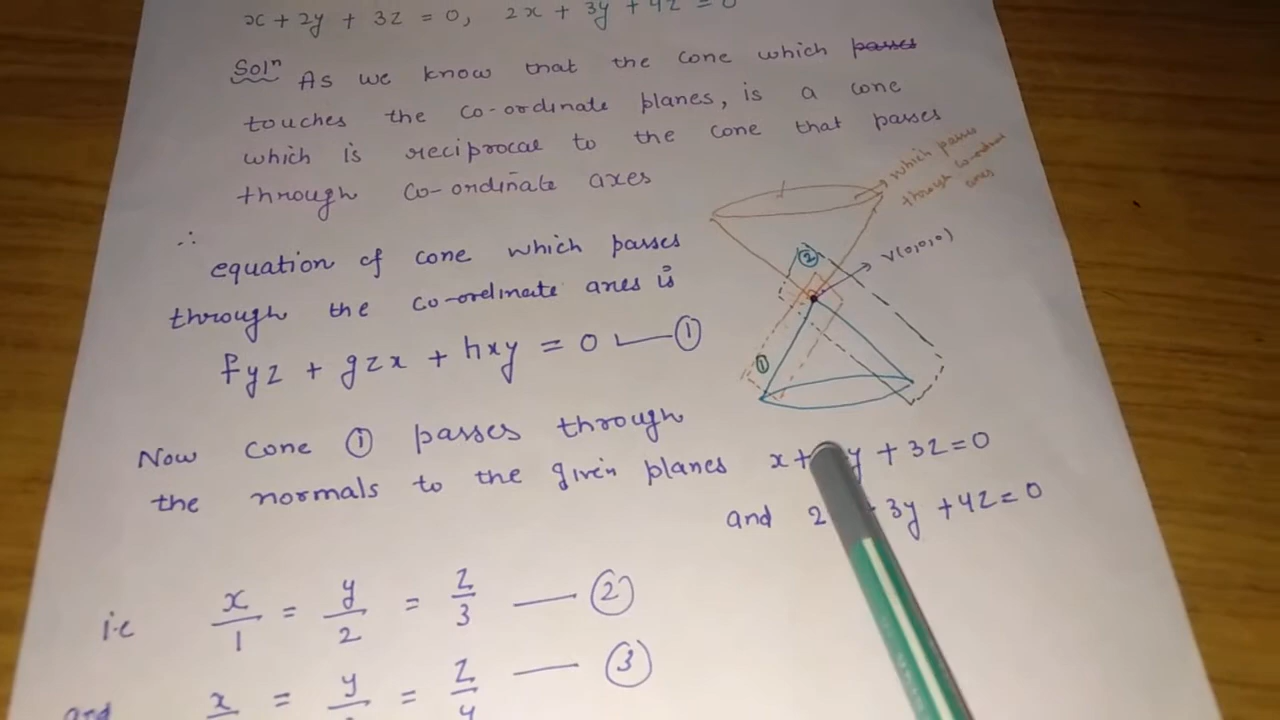 x + 2y + 3z = 0, 2x + 3y + 4z = 0
Solⁿ As we know that the cone which passes
touches the co-ordinate planes, is a cone
which is reciprocal to the cone that passes
through co-ordinate axes
∴
equation of cone which passes
through the co-ordinate axes is
fyz + gzx + hxy = 0 — ①
which passes
through co-ordinate
axes
②
V(0,0,0)
①
Now cone ① passes through
the normals to the given planes x + y + 3z = 0
and 2 + 3y + 4z = 0
i.e x/1 = y/2 = z/3 — ②
and x = y = z/4 — ③